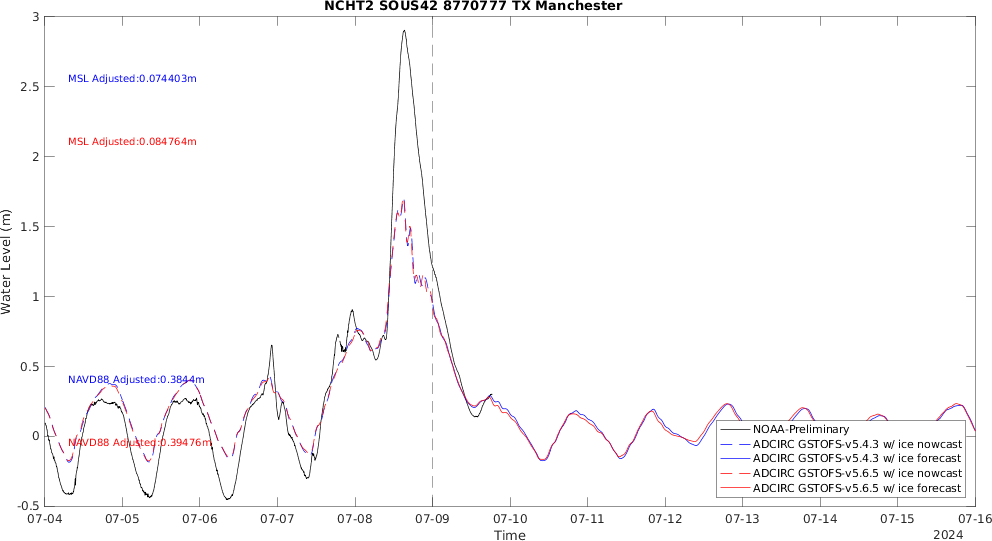 NCHT2 SOUS42 8770777 TX Manchester
3
2.5
2
1.5
1
0.5
0
-0.5
Water Level (m)
MSL Adjusted:0.074403m
MSL Adjusted:0.084764m
NAVD88 Adjusted:0.3844m
NAVD88 Adjusted:0.39476m
NOAA-Preliminary
ADCIRC GSTOFS-v5.4.3 w/ ice nowcast
ADCIRC GSTOFS-v5.4.3 w/ ice forecast
ADCIRC GSTOFS-v5.6.5 w/ ice nowcast
ADCIRC GSTOFS-v5.6.5 w/ ice forecast
07-04 07-05 07-06 07-07 07-08 07-09 07-10 07-11 07-12 07-13 07-14 07-15 07-16
Time
2024